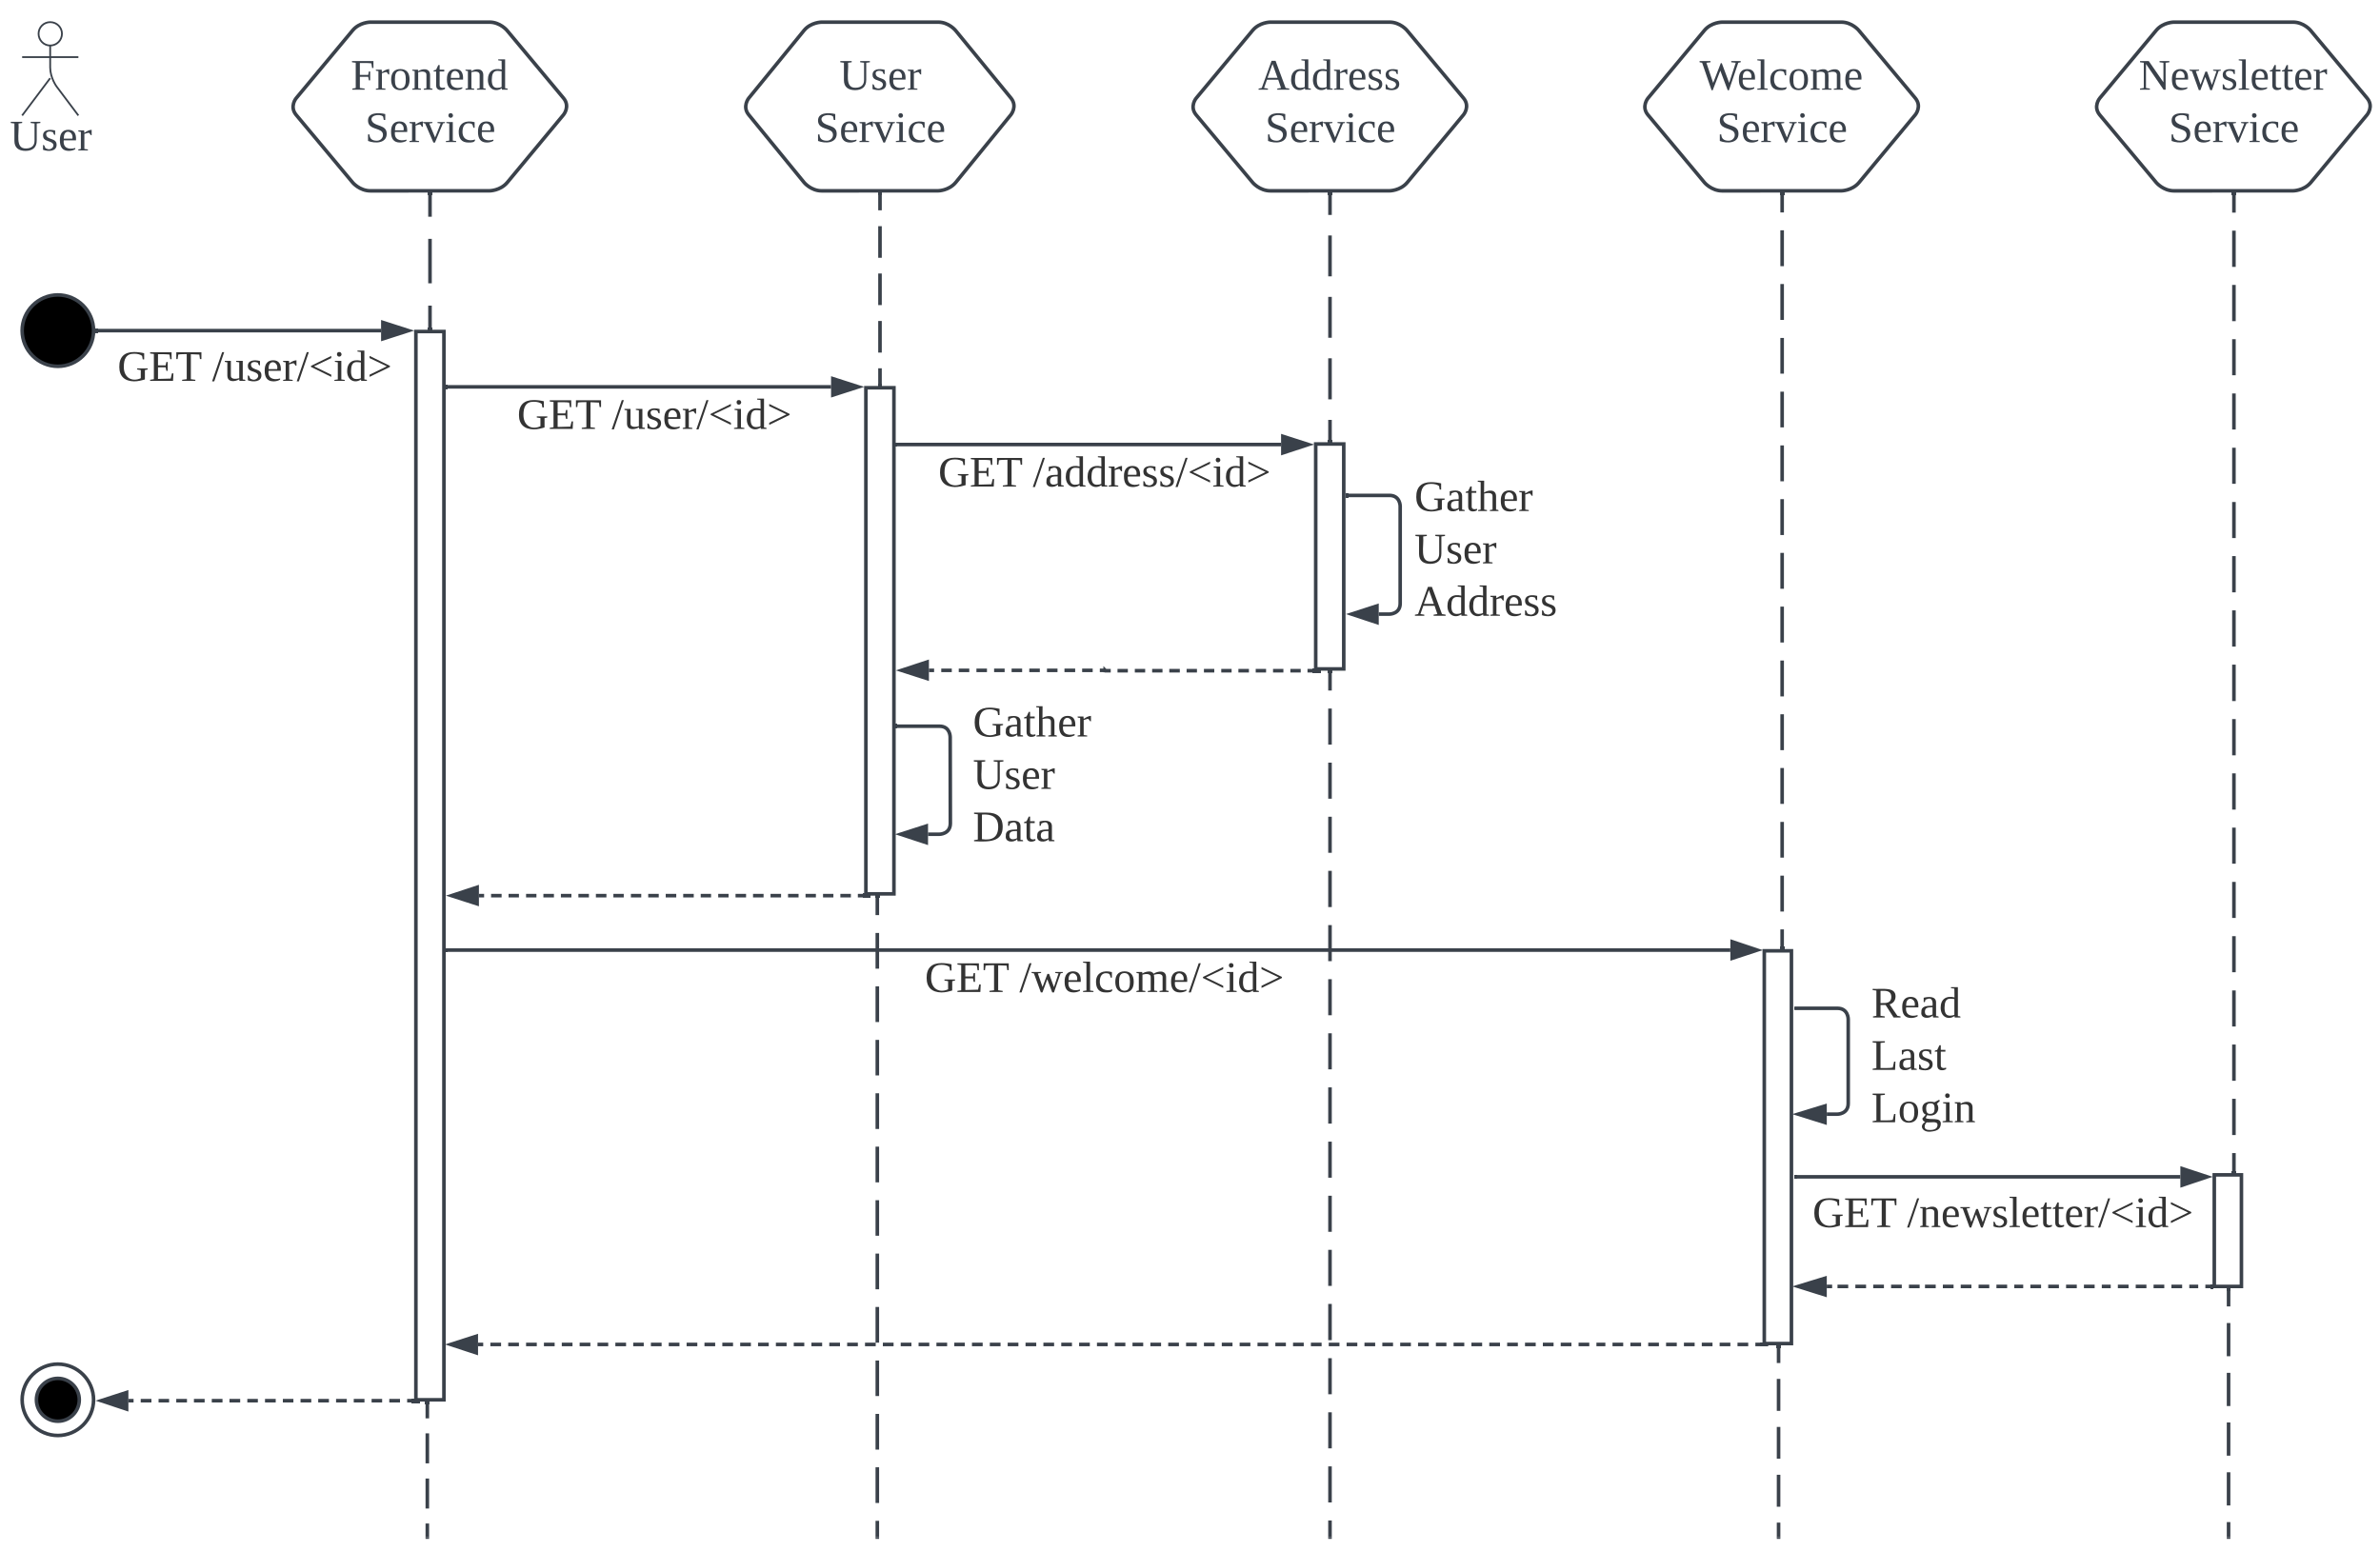 User
Frontend
Service
User
Service
Address
Service
Welcome
Service
Newsletter
Service
GET /user/<id>
GET /user/<id>
GET /address/<id>
Gather
User
Address
Gather
User
Data
GET /welcome/<id>
Read
Last
Login
GET /newsletter/<id>